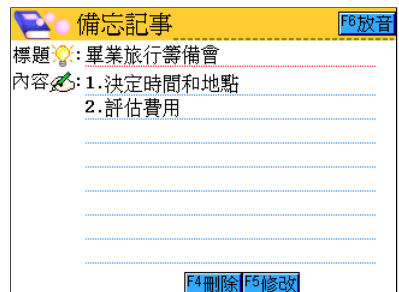 備忘記事
F6放音
標題:畢業旅行籌備會
內容:1.決定時間和地點
2.評估費用
F4刪除 F5修改